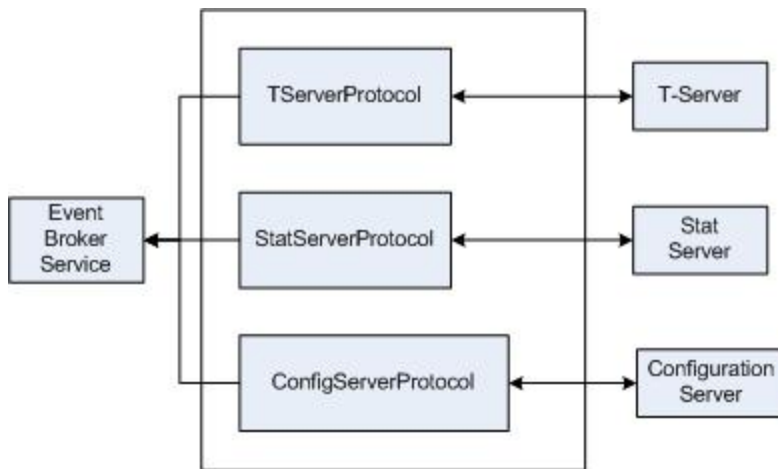 TServerProtocol
T-Server
Event
Broker
Service
StatServerProtocol
Stat
Server
ConfigServerProtocol
Configuration
Server